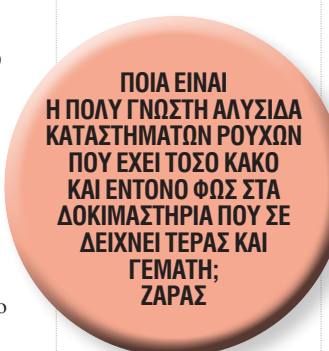 ΠΟΙΑ ΕΙΝΑΙ
Η ΠΟΛΥ ΓΝΩΣΤΗ ΑΛΥΣΙΔΑ
ΚΑΤΑΣΤΗΜΑΤΩΝ ΡΟΥΧΩΝ
ΠΟΥ ΕΧΕΙ ΤΟΣΟ ΚΑΚΟ
ΚΑΙ ΕΝΤΟΝΟ ΦΩΣ ΣΤΑ
ΔΟΚΙΜΑΣΤΗΡΙΑ ΠΟΥ ΣΕ
ΔΕΙΧΝΕΙ ΤΕΡΑΣ ΚΑΙ
ΓΕΜΑΤΗ;
ΖΑΡΑΣ